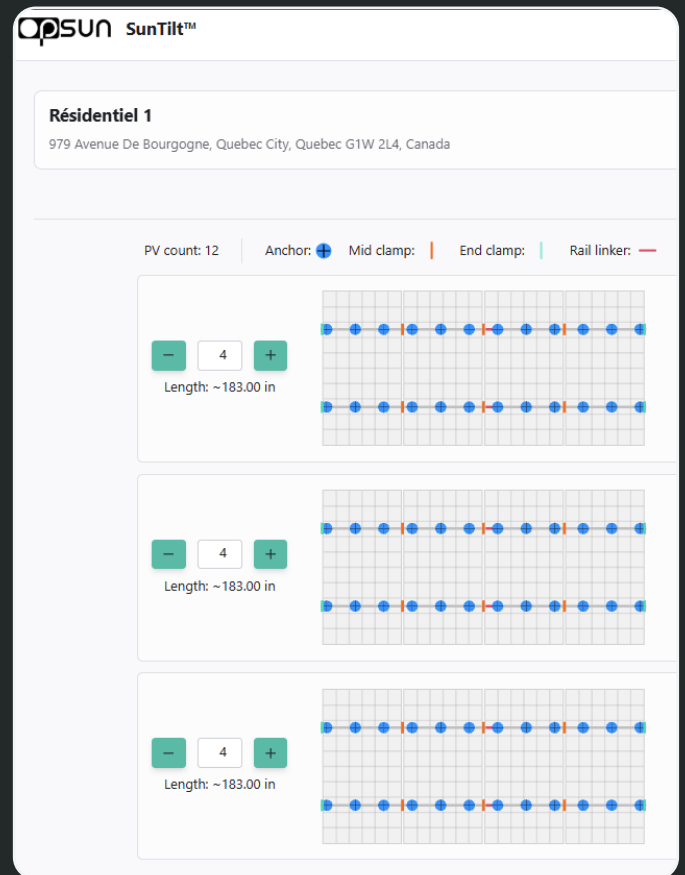 opsun SunTilt™
Résidentiel 1
979 Avenue De Bourgogne, Quebec City, Quebec G1W 2L4, Canada
PV count: 12 Anchor: Mid clamp: End clamp: Rail linker:
− 4 +
Length: ~183.00 in
− 4 +
Length: ~183.00 in
− 4 +
Length: ~183.00 in